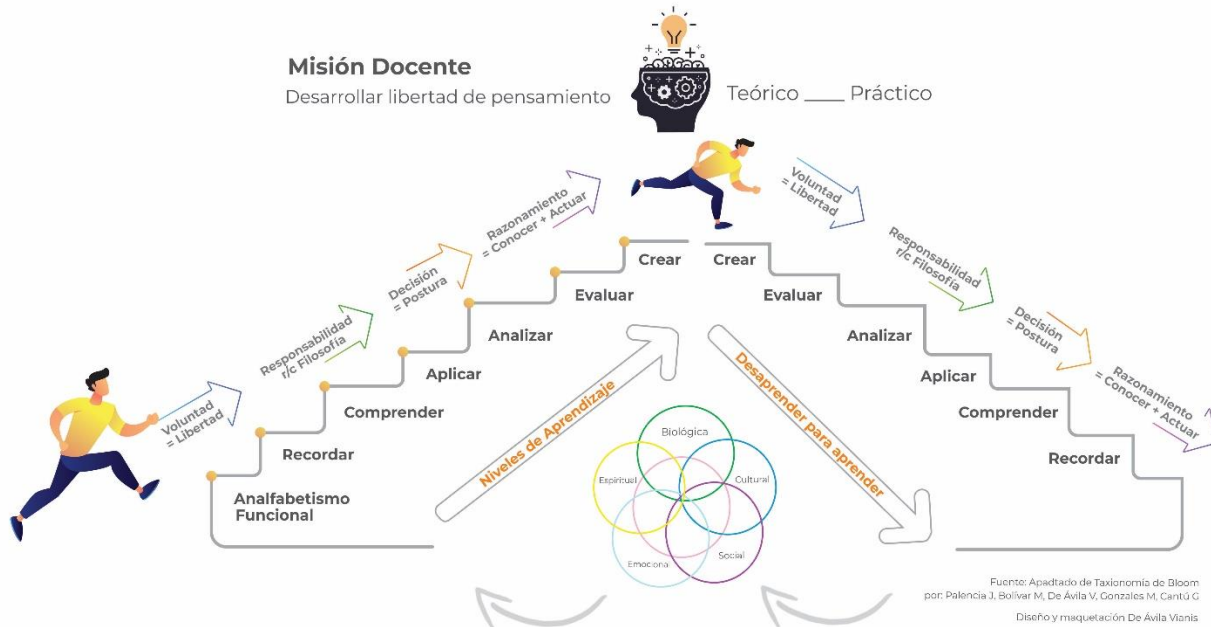 Misión Docente
Desarrollar libertad de pensamiento
Teórico ___ Práctico
Voluntad
= Libertad
Responsabilidad
r/c Filosofía
Decisión
= Postura
Razonamiento
= Conocer + Actuar
Voluntad
= Libertad
Responsabilidad
r/c Filosofía
Decisión
= Postura
Razonamiento
= Conocer + Actuar
Crear
Evaluar
Analizar
Aplicar
Comprender
Recordar
Analfabetismo
Funcional
Crear
Evaluar
Analizar
Aplicar
Comprender
Recordar
Niveles de Aprendizaje
Desaprender para aprender
Biológica
Espiritual
Cultural
Emocional
Social
Fuente: Apadtado de Taxionomía de Bloom
por: Palencia J, Bolívar M, De Ávila V, Gonzales M, Cantú G
Diseño y maquetación De Ávila Vianis